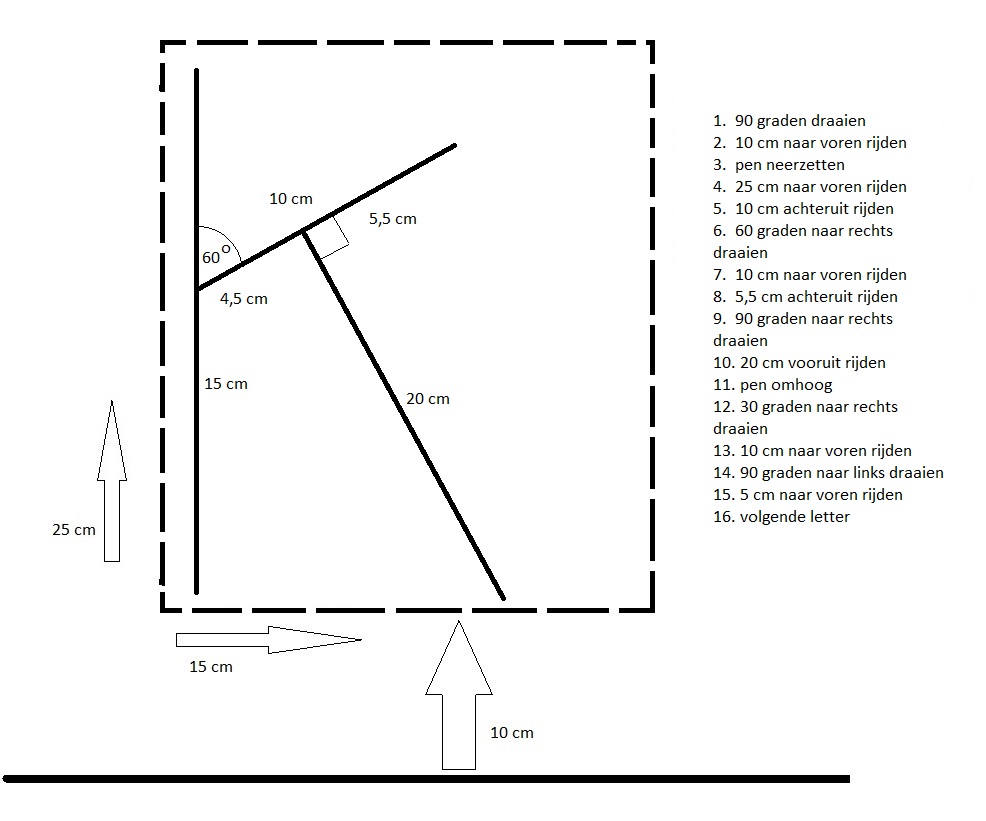 10 cm
5,5 cm
60°
4,5 cm
15 cm
20 cm
25 cm
15 cm
10 cm
1. 90 graden draaien
2. 10 cm naar voren rijden
3. pen neerzetten
4. 25 cm naar voren rijden
5. 10 cm achteruit rijden
6. 60 graden naar rechts
draaien
7. 10 cm naar voren rijden
8. 5,5 cm achteruit rijden
9. 90 graden naar rechts
draaien
10. 20 cm vooruit rijden
11. pen omhoog
12. 30 graden naar rechts
draaien
13. 10 cm naar voren rijden
14. 90 graden naar links draaien
15. 5 cm naar voren rijden
16. volgende letter